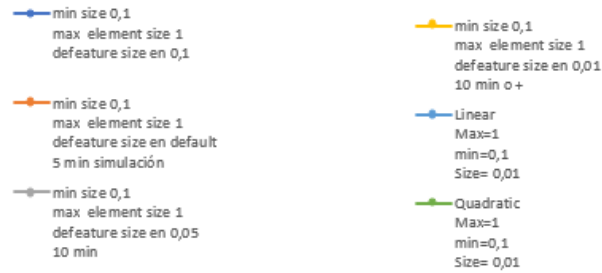 min size 0,1
max element size 1
defeature size en 0,1
min size 0,1
max element size 1
defeature size en default
5 min simulación
min size 0,1
max element size 1
defeature size en 0,05
10 min
min size 0,1
max element size 1
defeature size en 0,01
10 min o +
Linear
Max=1
min=0,1
Size= 0,01
Quadratic
Max=1
min=0,1
Size= 0,01